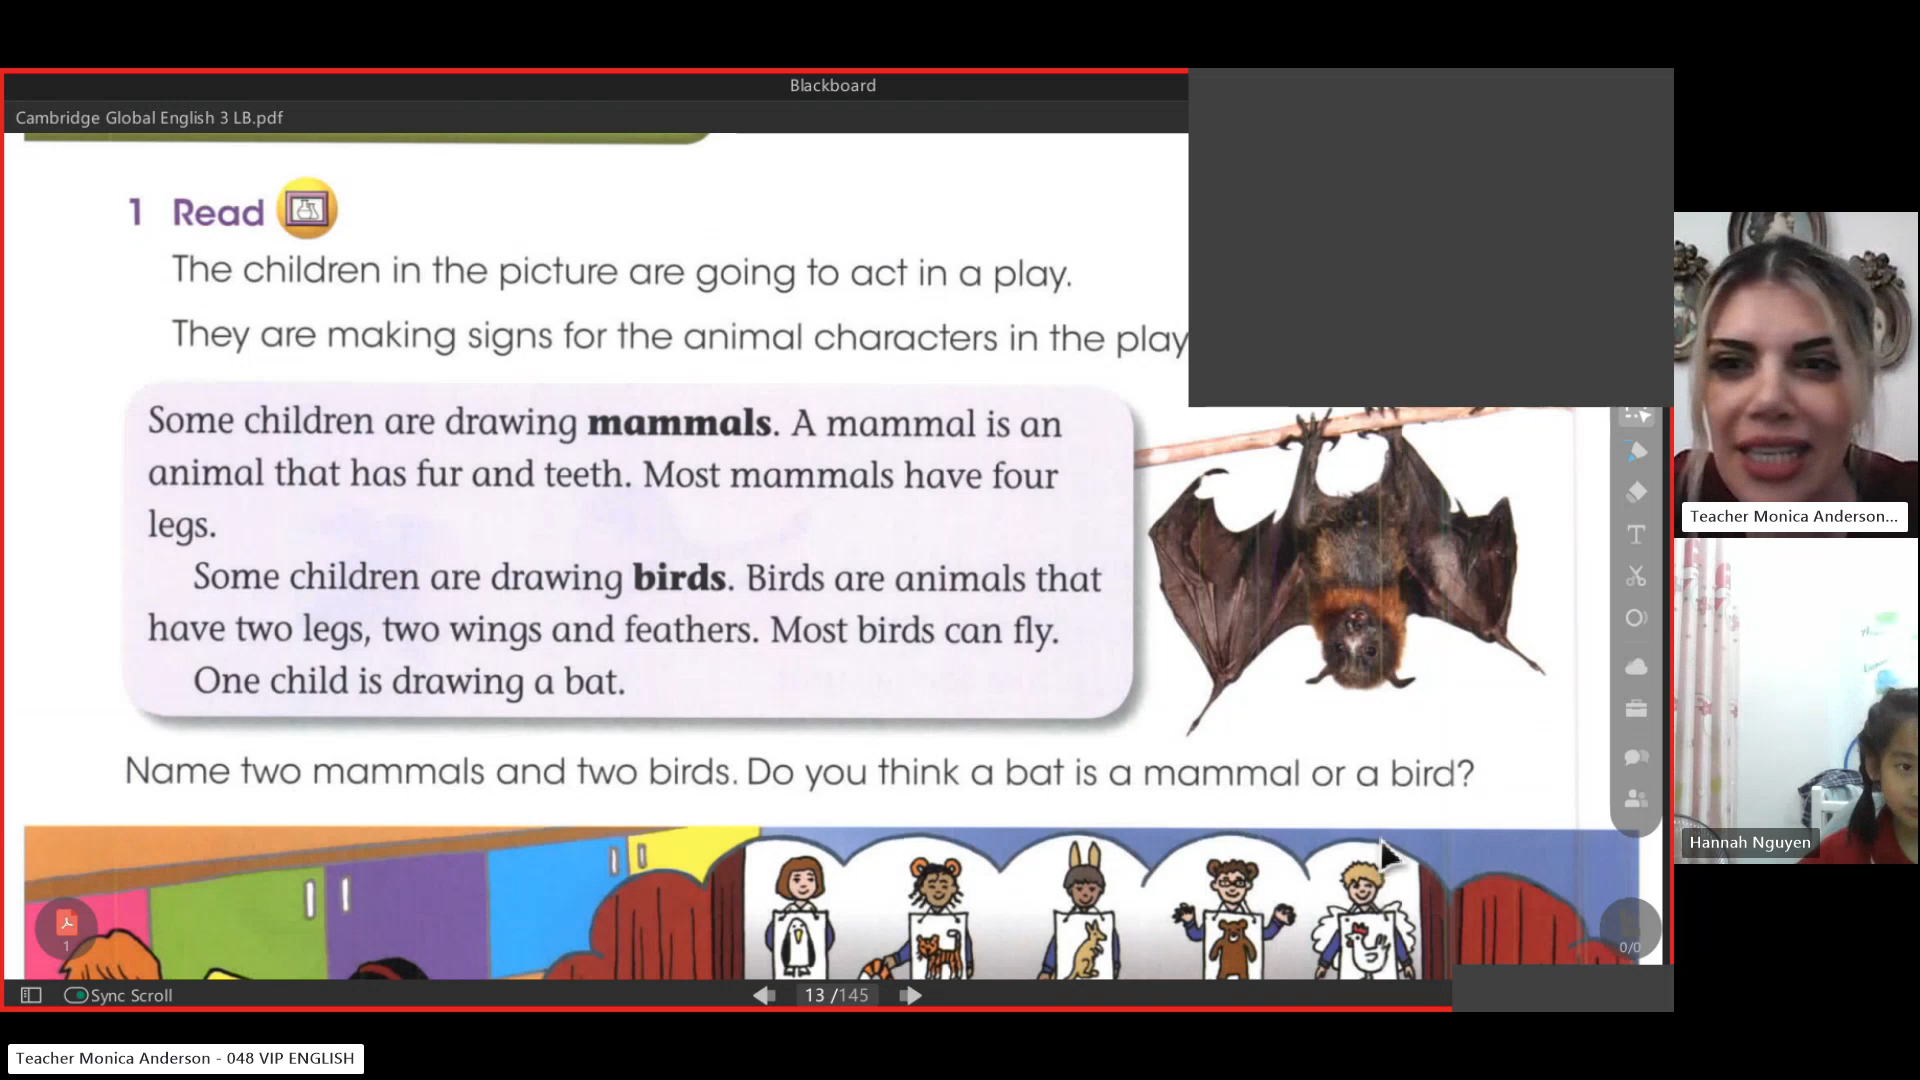 Blackboard
Cambridge Global English 3 LB.pdf
1 Read
The children in the picture are going to act in a play.
They are making signs for the animal characters in the play
Some children are drawing mammals. A mammal is an
animal that has fur and teeth. Most mammals have four
legs.
Some children are drawing birds. Birds are animals that
have two legs, two wings and feathers. Most birds can fly.
One child is drawing a bat.
Name two mammals and two birds. Do you think a bat is a mammal or a bird?
1
0/0
Sync Scroll
13 /145
Teacher Monica Anderson...
Hannah Nguyen
Teacher Monica Anderson - 048 VIP ENGLISH